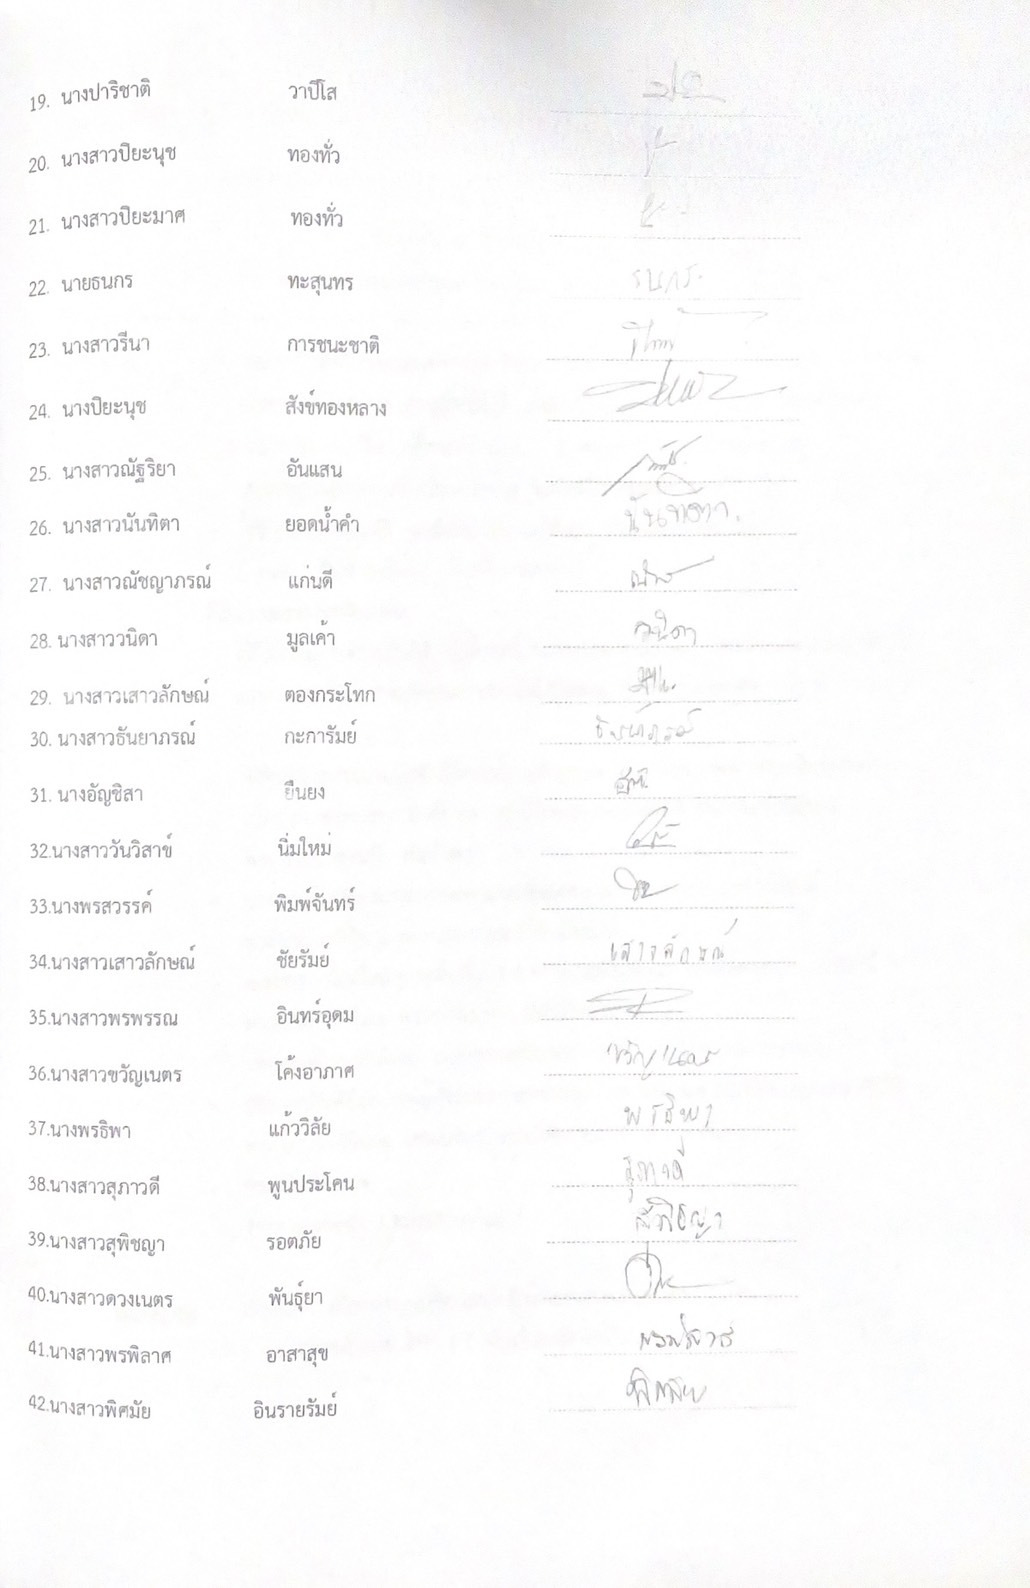 19. นางปาริชาติ วาปีโส
20. นางสาวปิยะนุช ทองทั่ว
21. นางสาวปิยะมาศ ทองทั่ว
22. นายธนกร ทะสุนทร ธนกร
23. นางสาวรีนา การชนะชาติ
24. นางปิยะนุช สังข์ทองหลาง
25. นางสาวณัฐริยา อันแสน
26. นางสาวนันทิตา ยอดน้ำคำ นันทิตา
27. นางสาวณัชญาภรณ์ แก่นดี
28. นางสาววนิดา มูลเค้า วนิดา
29. นางสาวเสาวลักษณ์ ตองกระโทก
30. นางสาวธันยาภรณ์ กะการัมย์
31. นางอัญชิสา ยืนยง
32.นางสาววันวิสาข์ นิ่มใหม่
33.นางพรสวรรค์ พิมพ์จันทร์
34.นางสาวเสาวลักษณ์ ชัยรัมย์ เสาวลักษณ์
35.นางสาวพรพรรณ อินทร์อุดม
36.นางสาวขวัญเนตร โค้งอาภาศ ขวัญเนตร
37.นางพรธิพา แก้ววิลัย พรธิพา
38.นางสาวสุภาวดี พูนประโคน สุภาวดี
39.นางสาวสุพิชญา รอตภัย
40.นางสาวดวงเนตร พันธุ์ยา
41.นางสาวพรพิลาศ อาสาสุข
42.นางสาวพิศมัย อินรายรัมย์